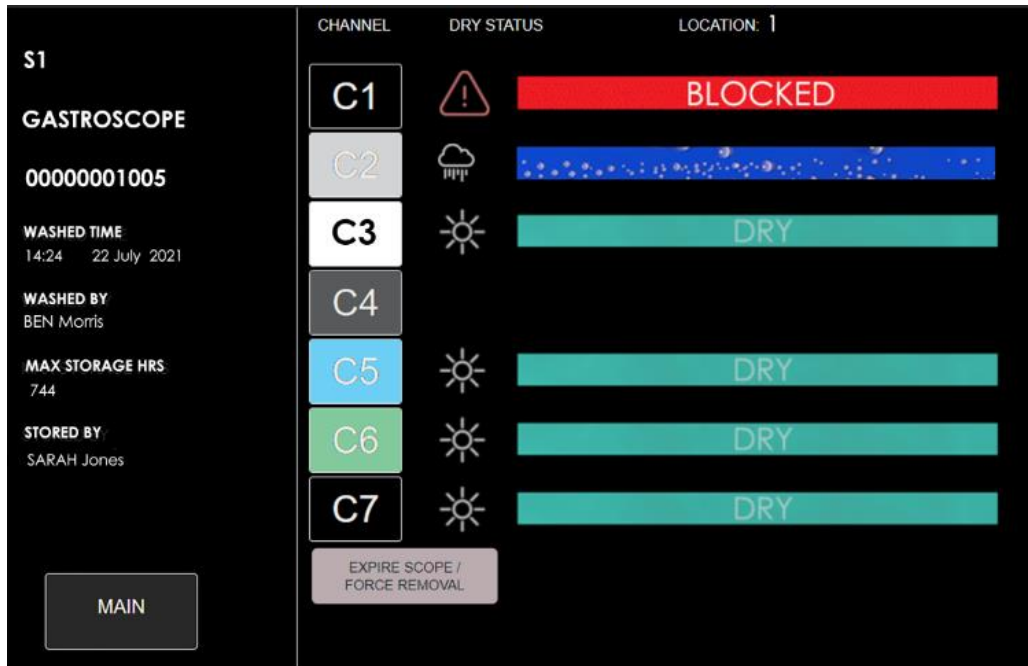 S1
GASTROSCOPE
00000001005
WASHED TIME
14:24 22 July 2021
WASHED BY
BEN Morris
MAX STORAGE HRS
744
STORED BY
SARAH Jones
MAIN
CHANNEL DRY STATUS LOCATION: 1
C1 BLOCKED
C2
C3 DRY
C4
C5 DRY
C6 DRY
C7 DRY
EXPIRE SCOPE /
FORCE REMOVAL